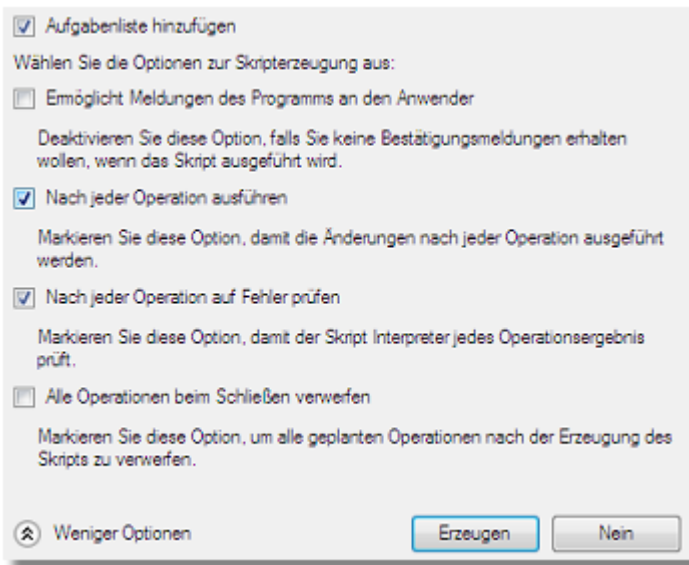 Aufgabenliste hinzufügen
Wählen Sie die Optionen zur Skripterzeugung aus:
Ermöglicht Meldungen des Programms an den Anwender
Deaktivieren Sie diese Option, falls Sie keine Bestätigungsmeldungen erhalten
wollen, wenn das Skript ausgeführt wird.
Nach jeder Operation ausführen
Markieren Sie diese Option, damit die Änderungen nach jeder Operation ausgeführt
werden.
Nach jeder Operation auf Fehler prüfen
Markieren Sie diese Option, damit der Skript Interpreter jedes Operationsergebnis
prüft.
Alle Operationen beim Schließen verwerfen
Markieren Sie diese Option, um alle geplanten Operationen nach der Erzeugung des
Skripts zu verwerfen.
Weniger Optionen Erzeugen Nein